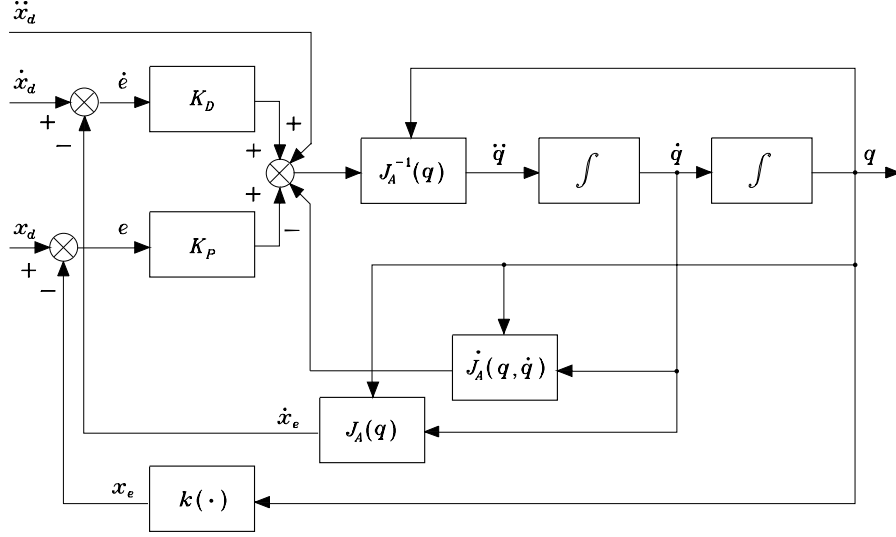 ẍ_d
ẋ_d
ė
K_D
+
−
+
+
J_A^{-1}(q)
q̈
∫
q̇
∫
q
x_d
e
K_P
+
−
+
−
J̇_A(q, q̇)
ẋ_e
J_A(q)
x_e
k(·)